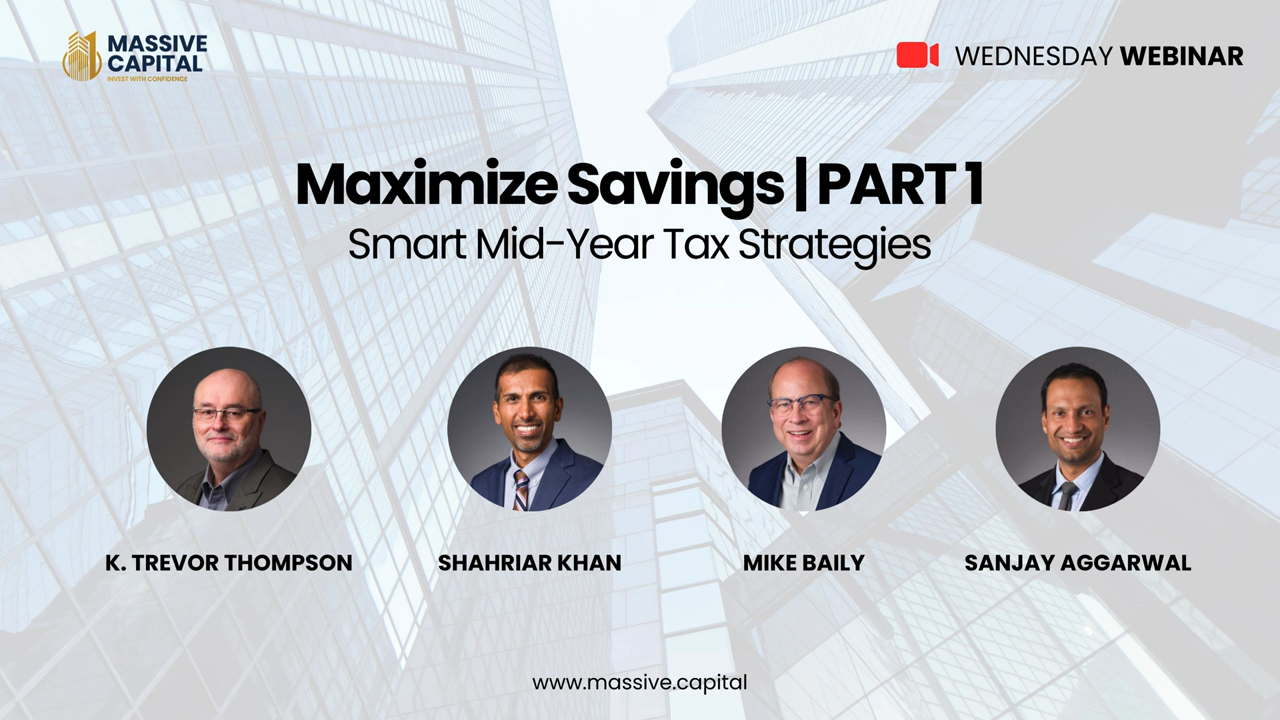 MASSIVE
CAPITAL
INVEST WITH CONFIDENCE
WEDNESDAY WEBINAR
Maximize Savings | PART 1
Smart Mid-Year Tax Strategies
K. TREVOR THOMPSON
SHAHRIAR KHAN
MIKE BAILY
SANJAY AGGARWAL
www.massive.capital